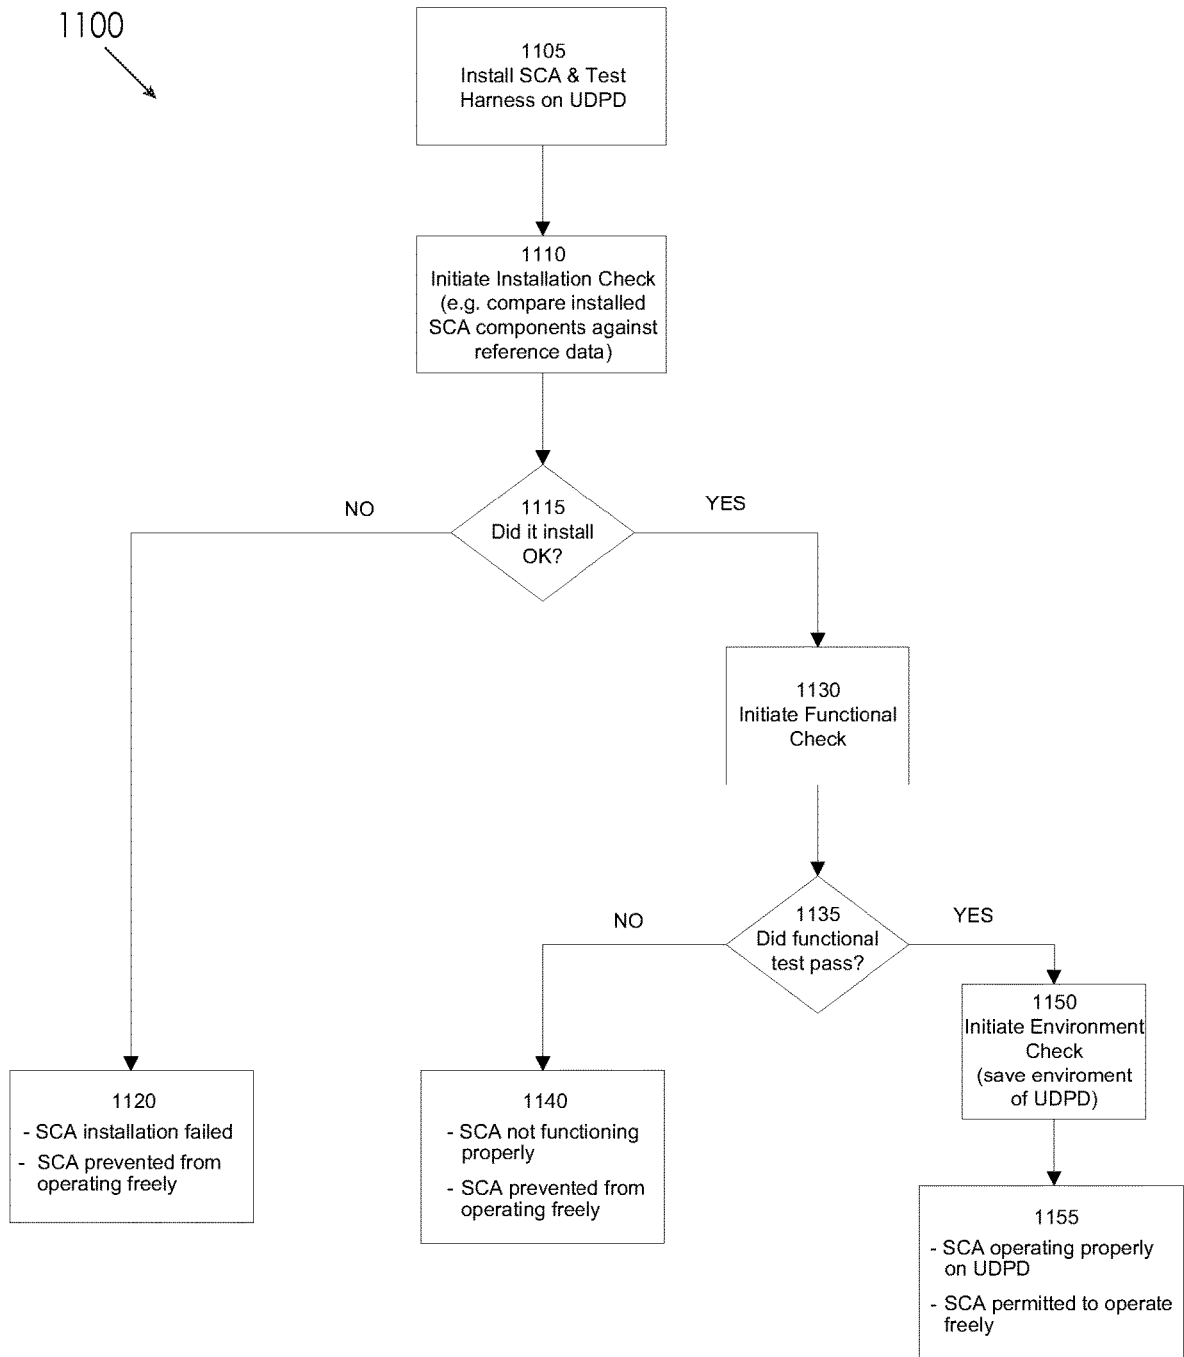 1100
1105
Install SCA & Test
Harness on UDPD
1110
Initiate Installation Check
(e.g. compare installed
SCA components against
reference data)
NO
1115
Did it install
OK?
YES
1130
Initiate Functional
Check
NO
1135
Did functional
test pass?
YES
1150
Initiate Environment
Check
(save enviroment
of UDPD)
1120
- SCA installation failed
- SCA prevented from
operating freely
1140
- SCA not functioning
properly
- SCA prevented from
operating freely
1155
- SCA operating properly
on UDPD
- SCA permitted to operate
freely